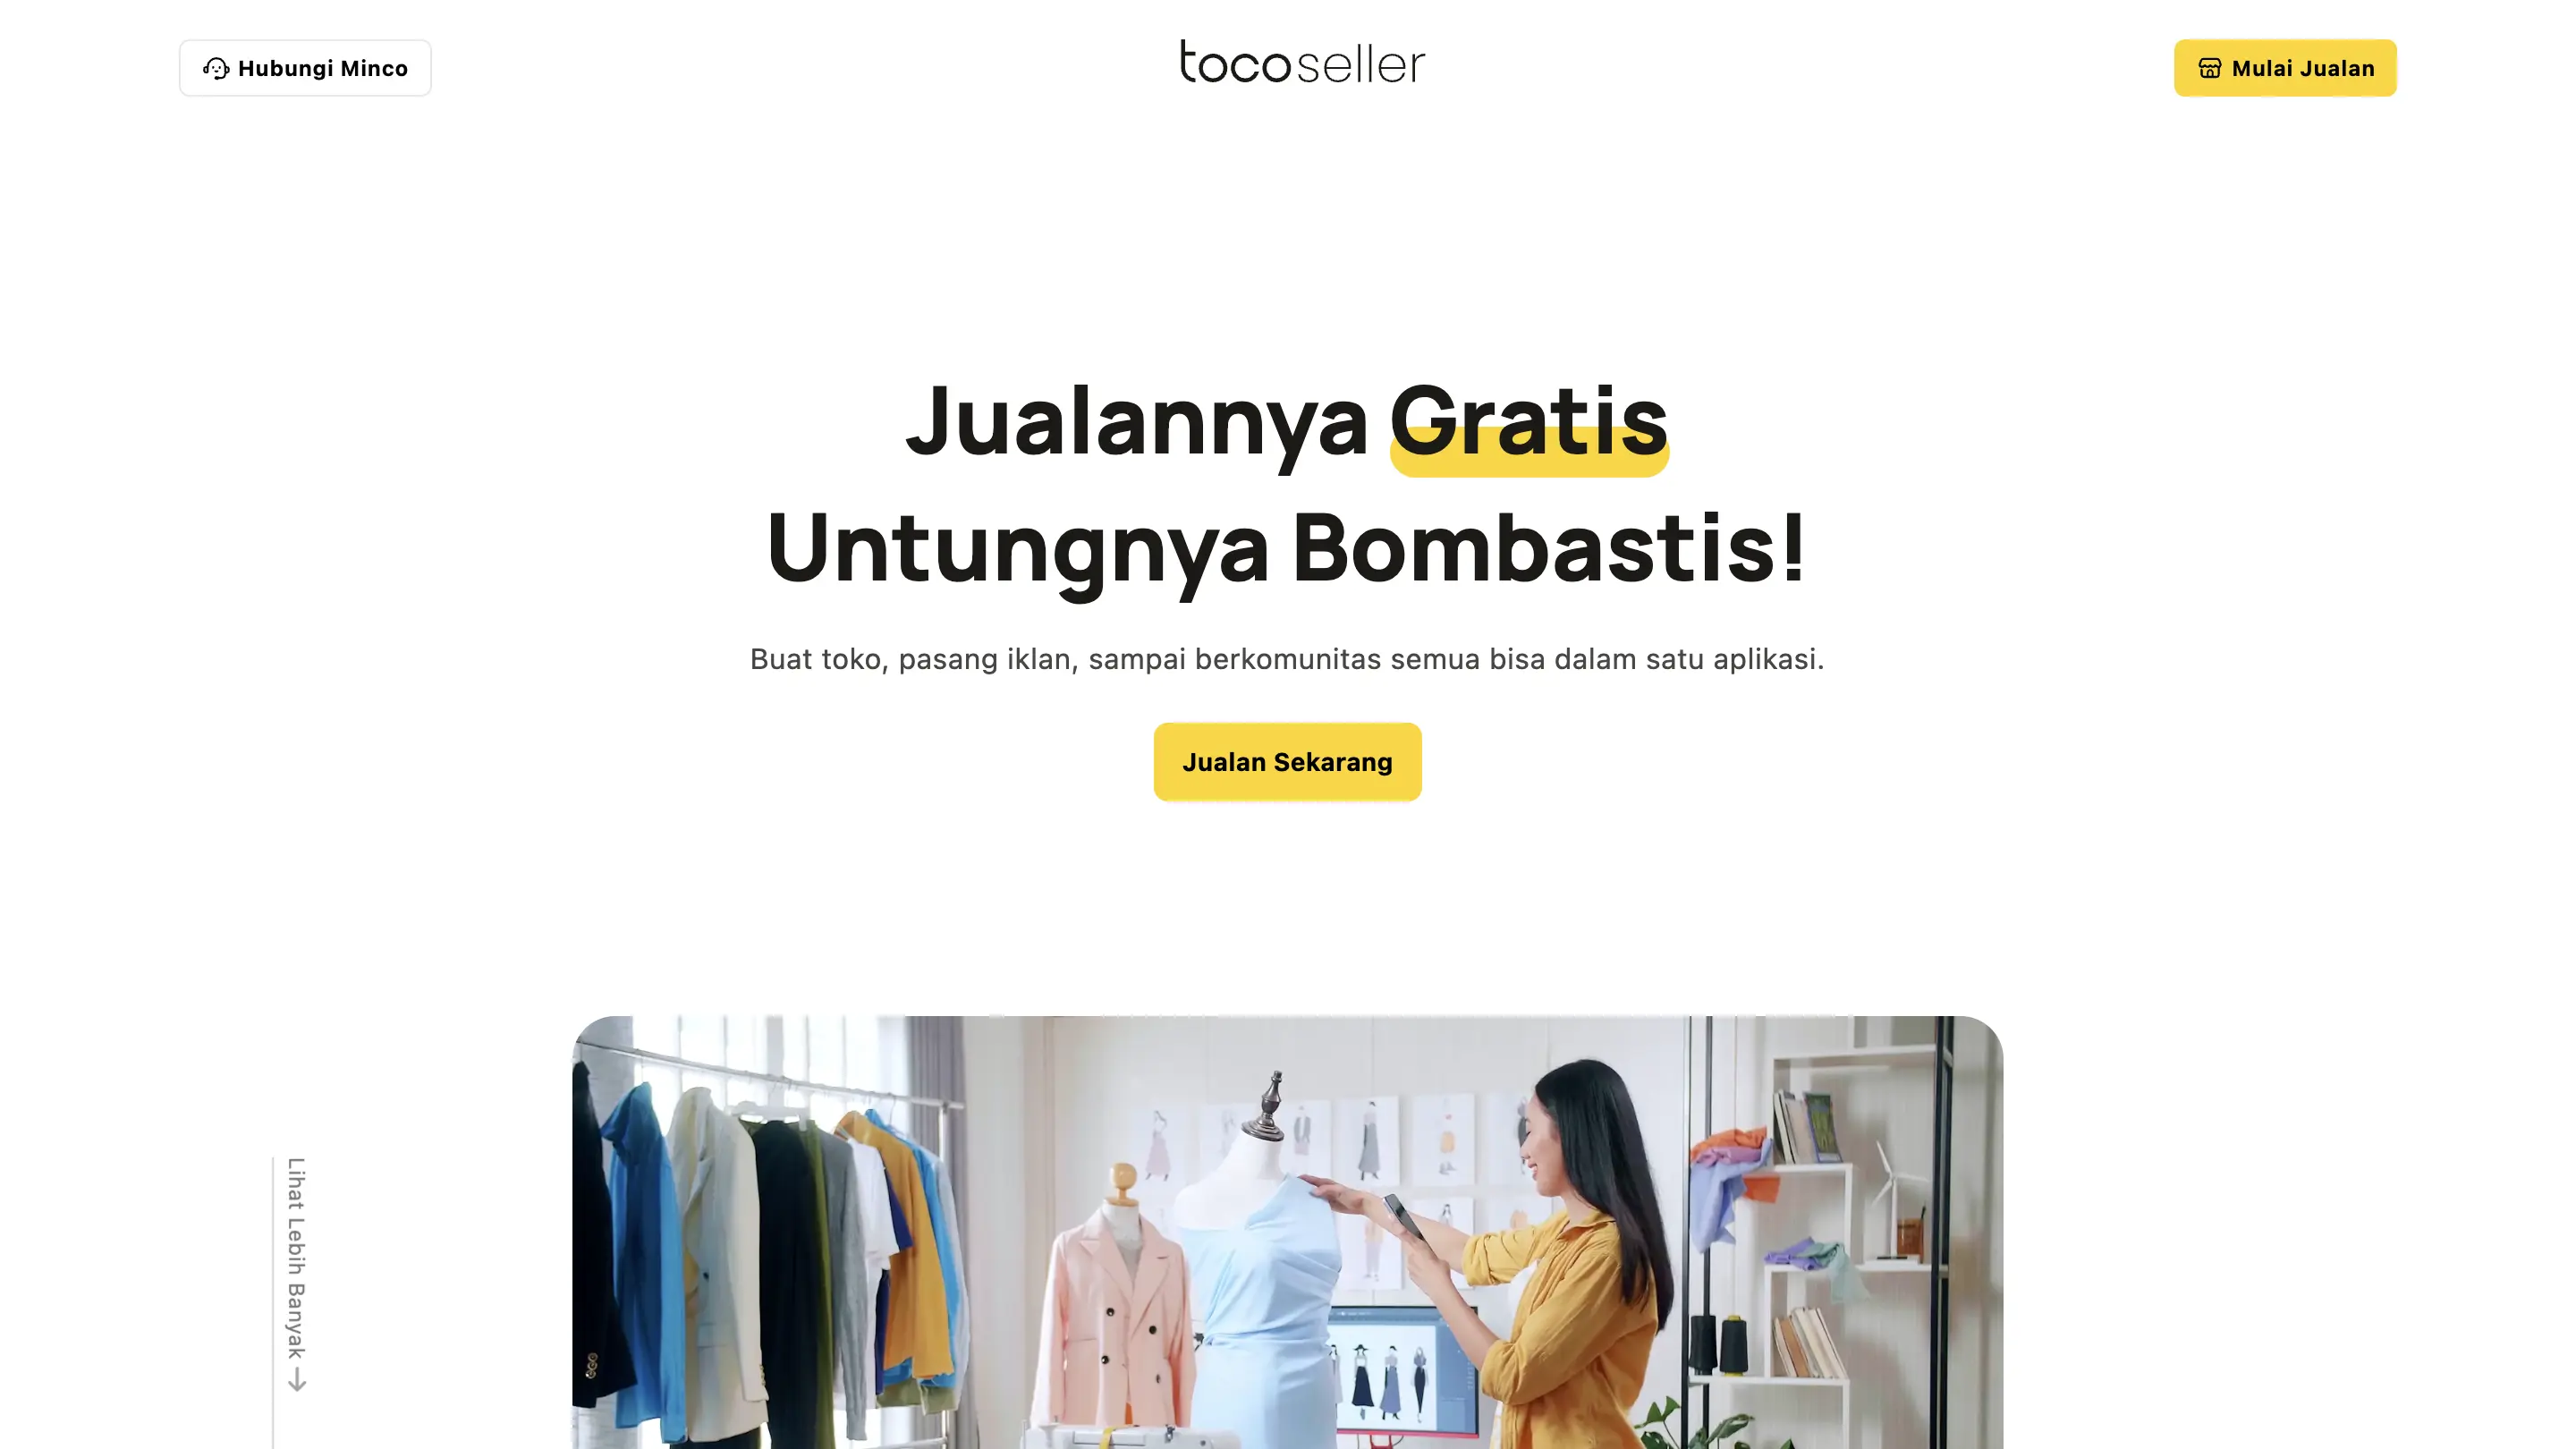 Hubungi Minco
tocoseller
Mulai Jualan
Jualannya Gratis
Untungnya Bombastis!
Buat toko, pasang iklan, sampai berkomunitas semua bisa dalam satu aplikasi.
Jualan Sekarang
Lihat Lebih Banyak